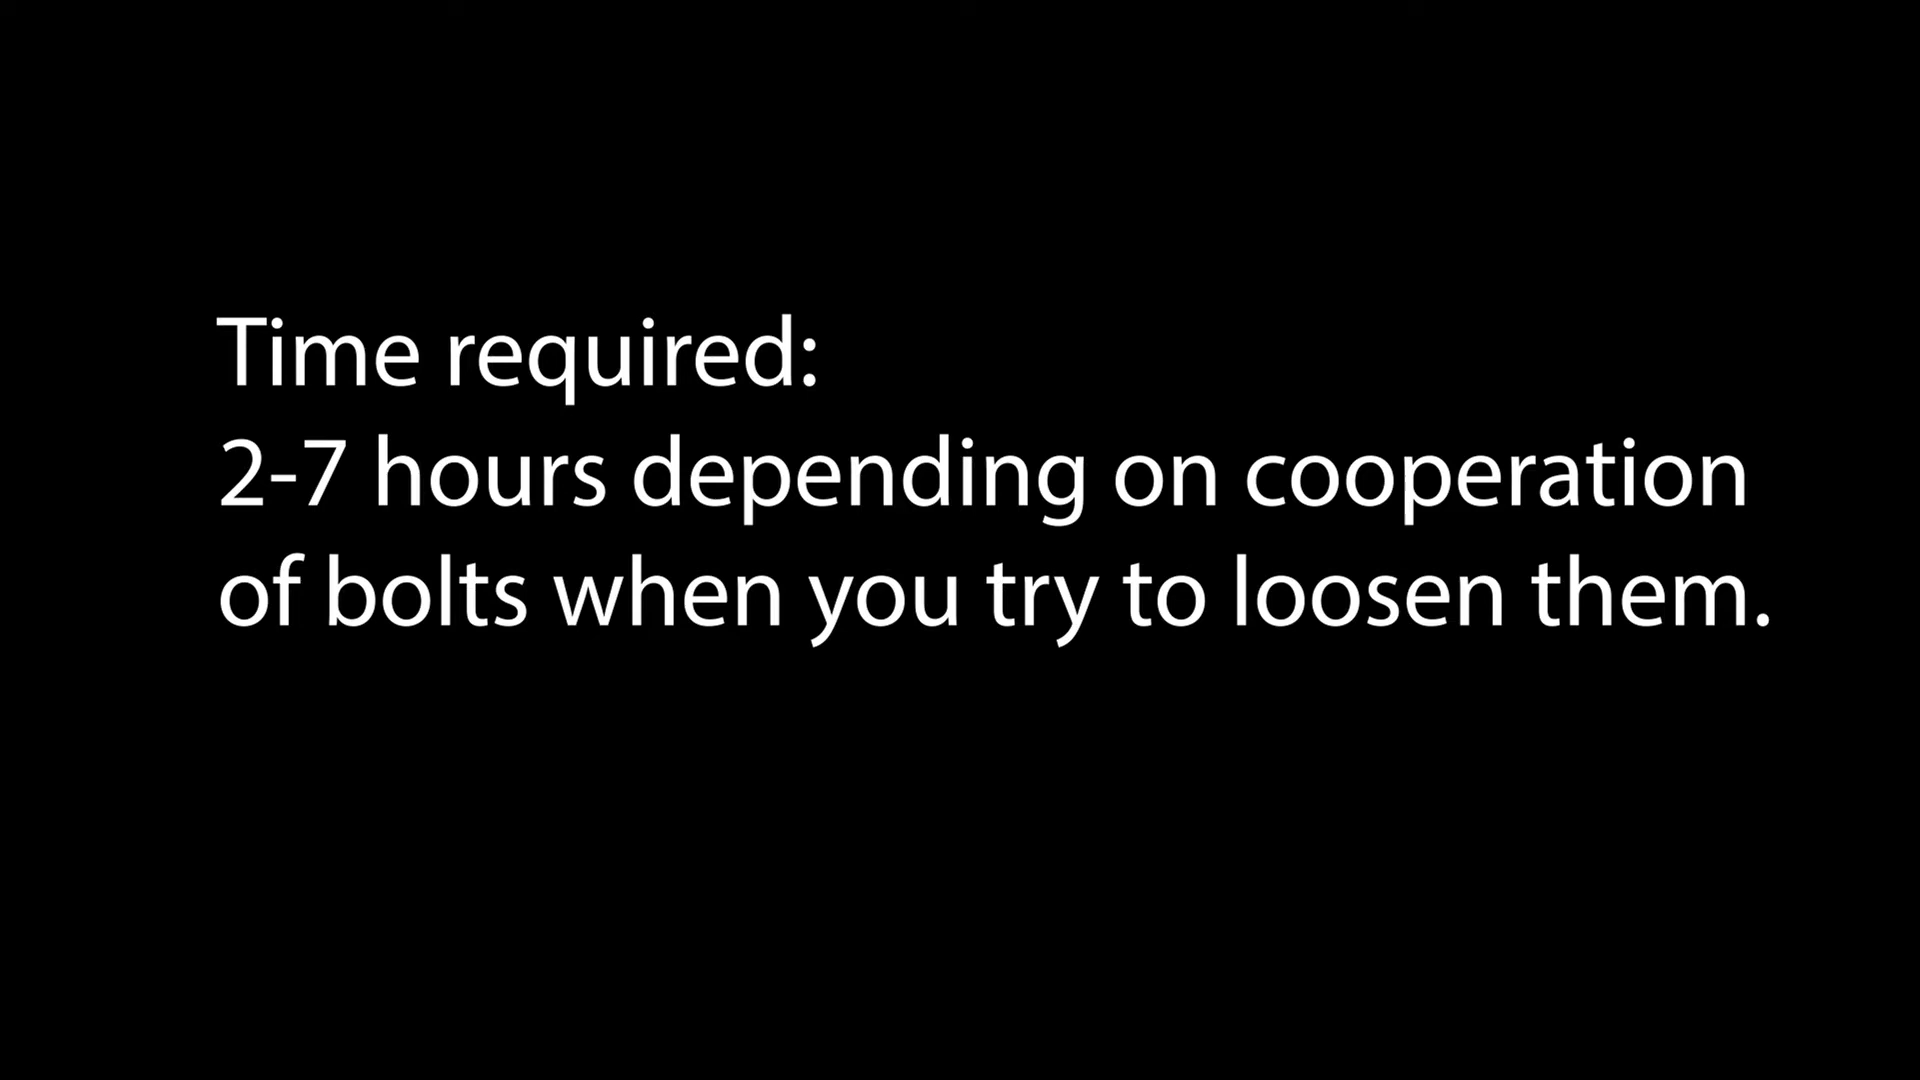 Time required:
2-7 hours depending on cooperation
of bolts when you try to loosen them.